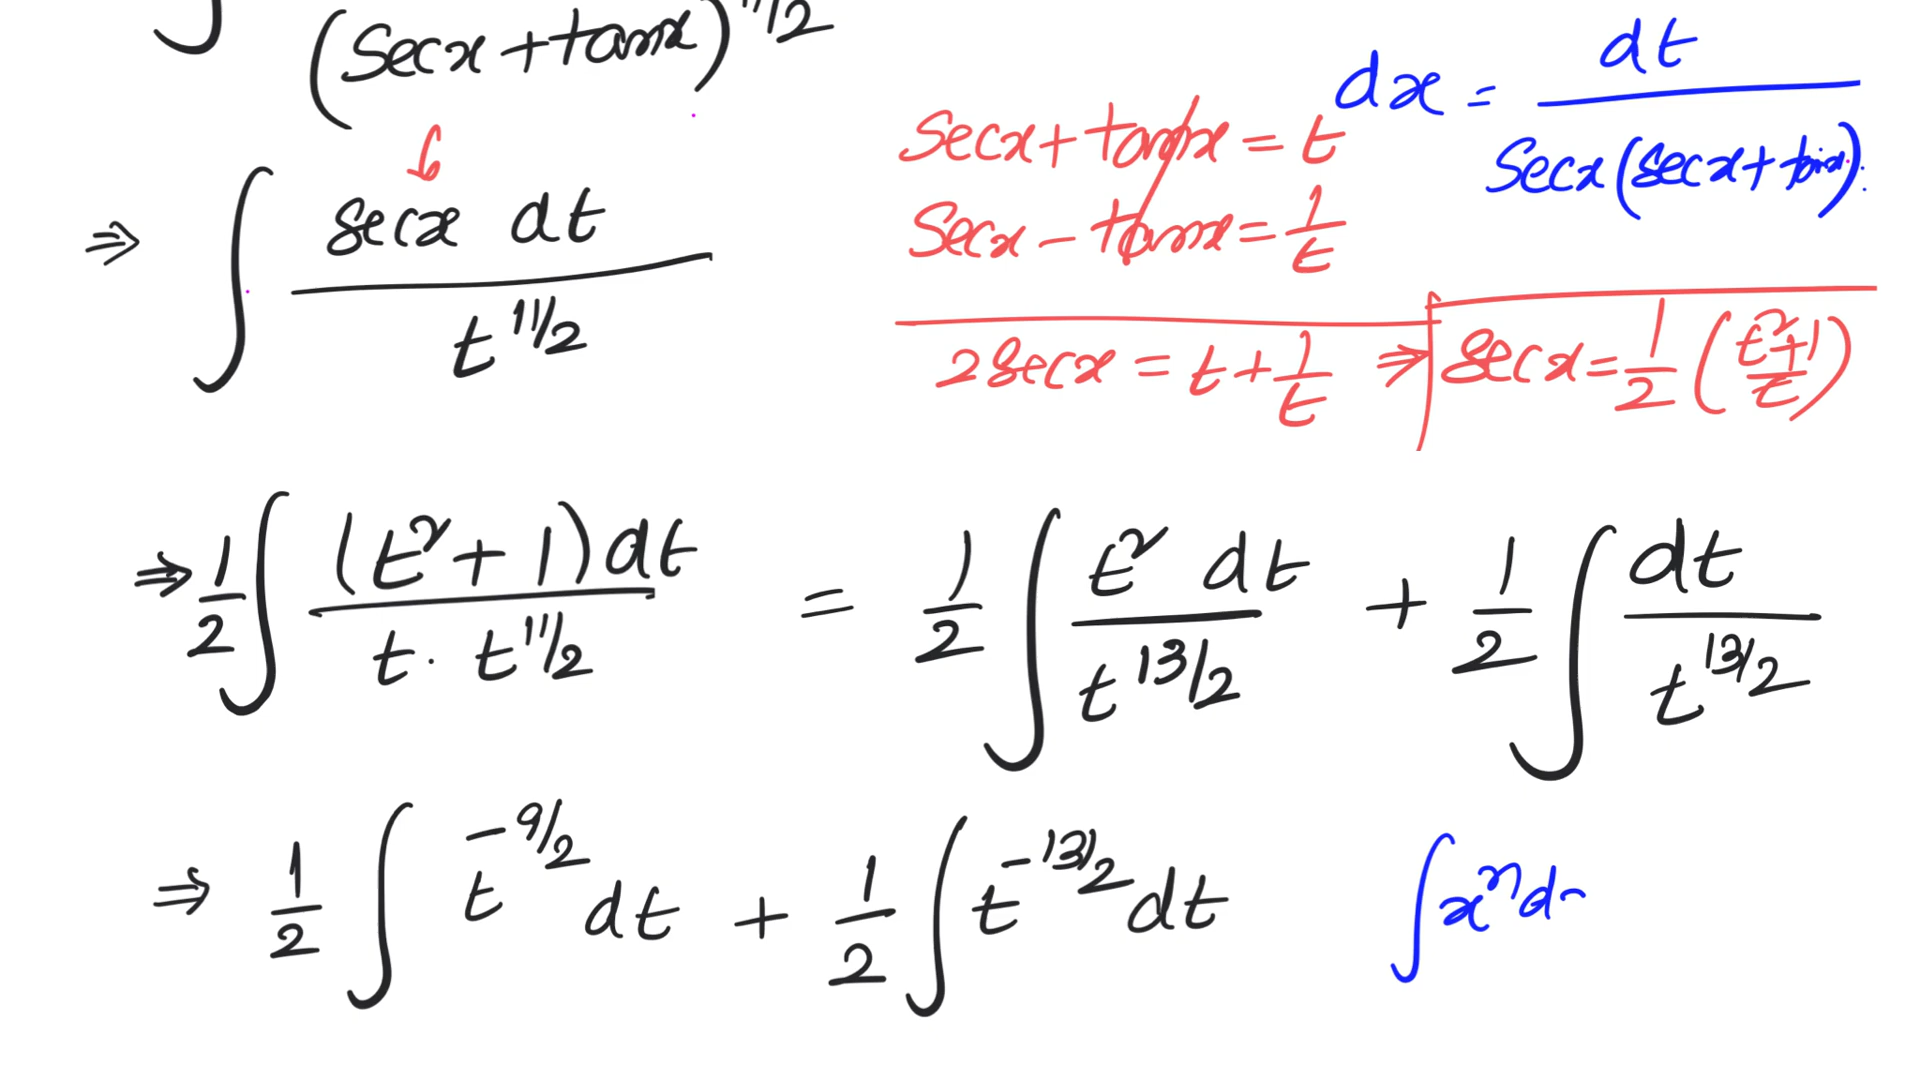 ∫ (Secx + tanx)^11/2
dx = dt / Secx(Secx + tanx)
Secx + tanx = t
Secx - tanx = 1/t
2Secx = t + 1/t ⇒ Secx = 1/2 ((t²+1)/t)
⇒ ∫ secx dt / t^11/2
⇒ 1/2 ∫ (t² + 1)dt / t · t^11/2 = 1/2 ∫ t² dt / t^13/2 + 1/2 ∫ dt / t^13/2
⇒ 1/2 ∫ t^-9/2 dt + 1/2 ∫ t^-13/2 dt
∫ x^n d